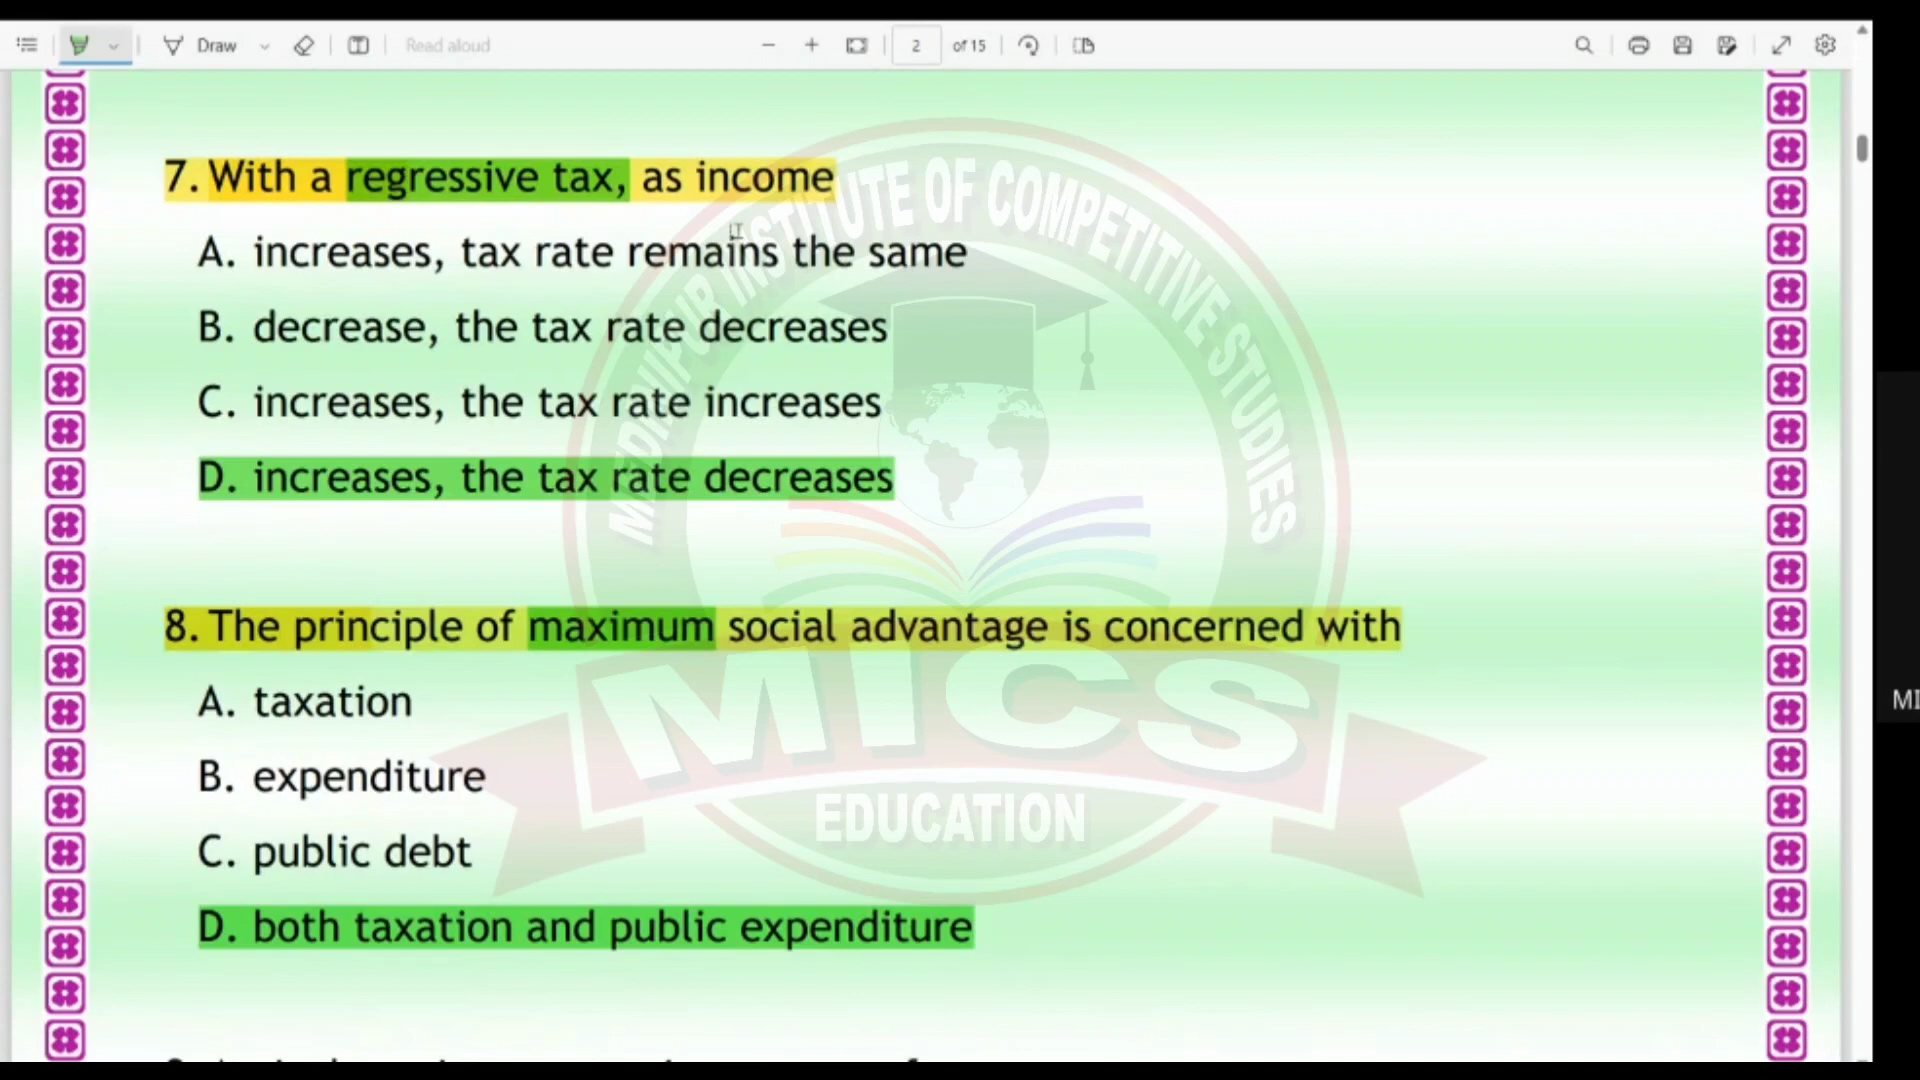 Draw
Read aloud
2 of 15
7. With a regressive tax, as income
A. increases, tax rate remains the same
B. decrease, the tax rate decreases
C. increases, the tax rate increases
D. increases, the tax rate decreases
8. The principle of maximum social advantage is concerned with
A. taxation
B. expenditure
C. public debt
D. both taxation and public expenditure
MIDNIPUR INSTITUTE OF COMPETITIVE STUDIES
MICS
EDUCATION
MI